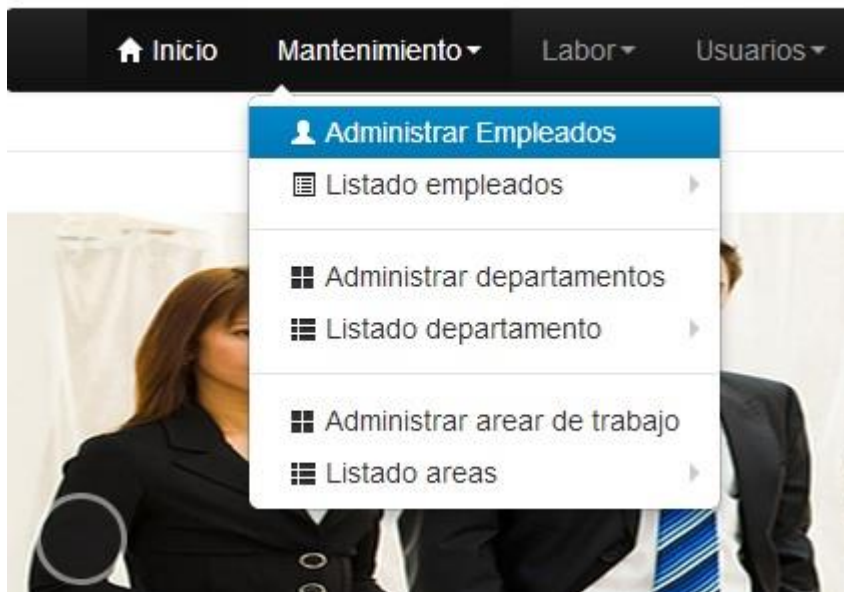 Inicio Mantenimiento Labor Usuarios
Administrar Empleados
Listado empleados
Administrar departamentos
Listado departamento
Administrar arear de trabajo
Listado areas